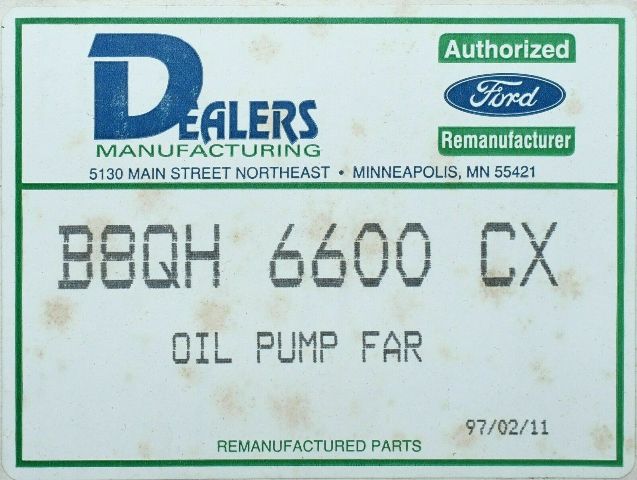 DEALERS
MANUFACTURING
5130 MAIN STREET NORTHEAST • MINNEAPOLIS, MN 55421
Authorized
Ford
Remanufacturer
B8QH 6600 CX
OIL PUMP FAR
97/02/11
REMANUFACTURED PARTS